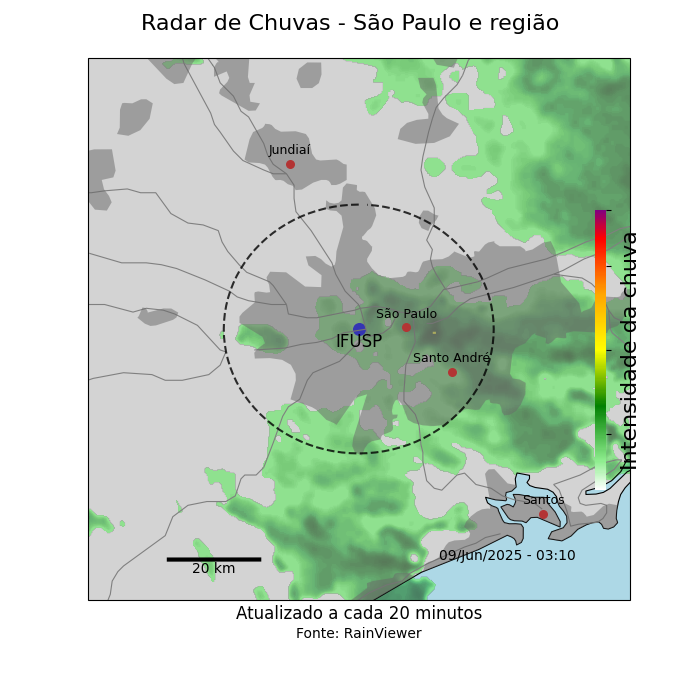 Radar de Chuvas - São Paulo e região
Jundiaí
São Paulo
IFUSP
Santo André
Intensidade da chuva
Santos
09/Jun/2025 - 03:10
20 km
Atualizado a cada 20 minutos
Fonte: RainViewer